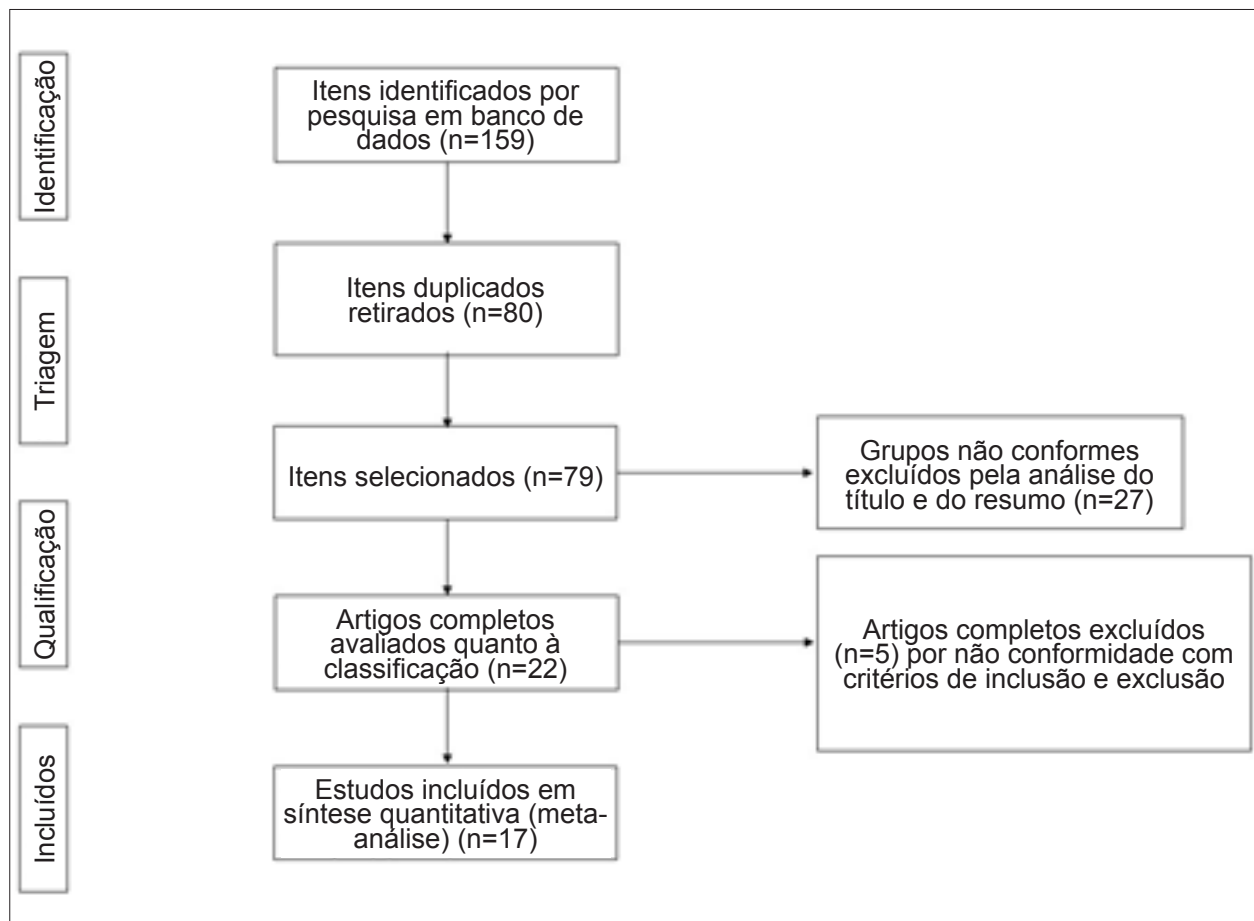 Identificação
Itens identificados por
pesquisa em banco de
dados (n=159)
Triagem
Itens duplicados
retirados (n=80)
Itens selecionados (n=79)
Grupos não conformes
excluídos pela análise do
título e do resumo (n=27)
Qualificação
Artigos completos
avaliados quanto à
classificação (n=22)
Artigos completos excluídos
(n=5) por não conformidade com
critérios de inclusão e exclusão
Incluídos
Estudos incluídos em
síntese quantitativa (meta-
análise) (n=17)